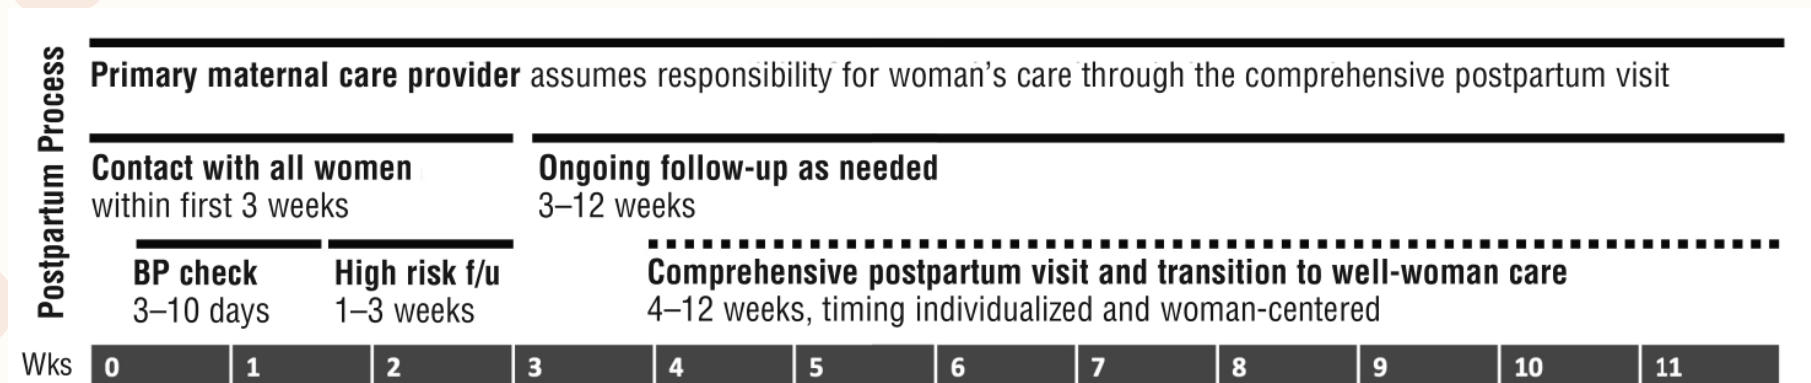 Postpartum Process
Primary maternal care provider assumes responsibility for woman's care through the comprehensive postpartum visit
Contact with all women
within first 3 weeks
Ongoing follow-up as needed
3–12 weeks
BP check
3–10 days
High risk f/u
1–3 weeks
Comprehensive postpartum visit and transition to well-woman care
4–12 weeks, timing individualized and woman-centered
Wks 0 1 2 3 4 5 6 7 8 9 10 11